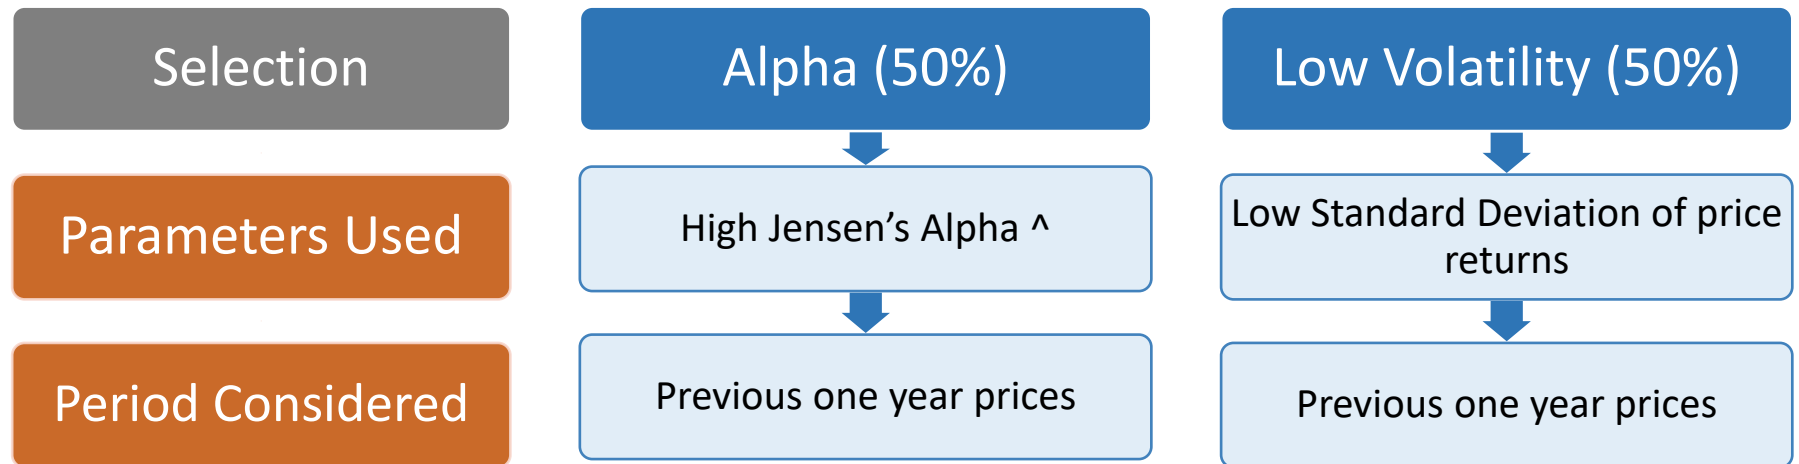 Selection
Alpha (50%)
Low Volatility (50%)
Parameters Used
High Jensen’s Alpha ^
Low Standard Deviation of price
returns
Period Considered
Previous one year prices
Previous one year prices